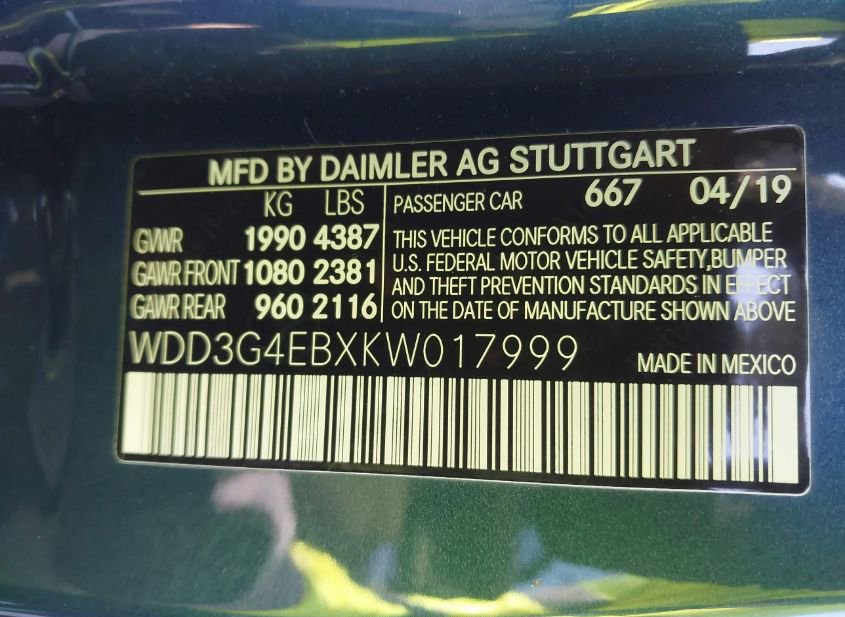 MFD BY DAIMLER AG STUTTGART
KG LBS
GVWR 1990 4387
GAWR FRONT 1080 2381
GAWR REAR 960 2116
PASSENGER CAR 667 04/19
THIS VEHICLE CONFORMS TO ALL APPLICABLE
U.S. FEDERAL MOTOR VEHICLE SAFETY,BUMPER
AND THEFT PREVENTION STANDARDS IN EFFECT
ON THE DATE OF MANUFACTURE SHOWN ABOVE
WDD3G4EBXKW017999
MADE IN MEXICO